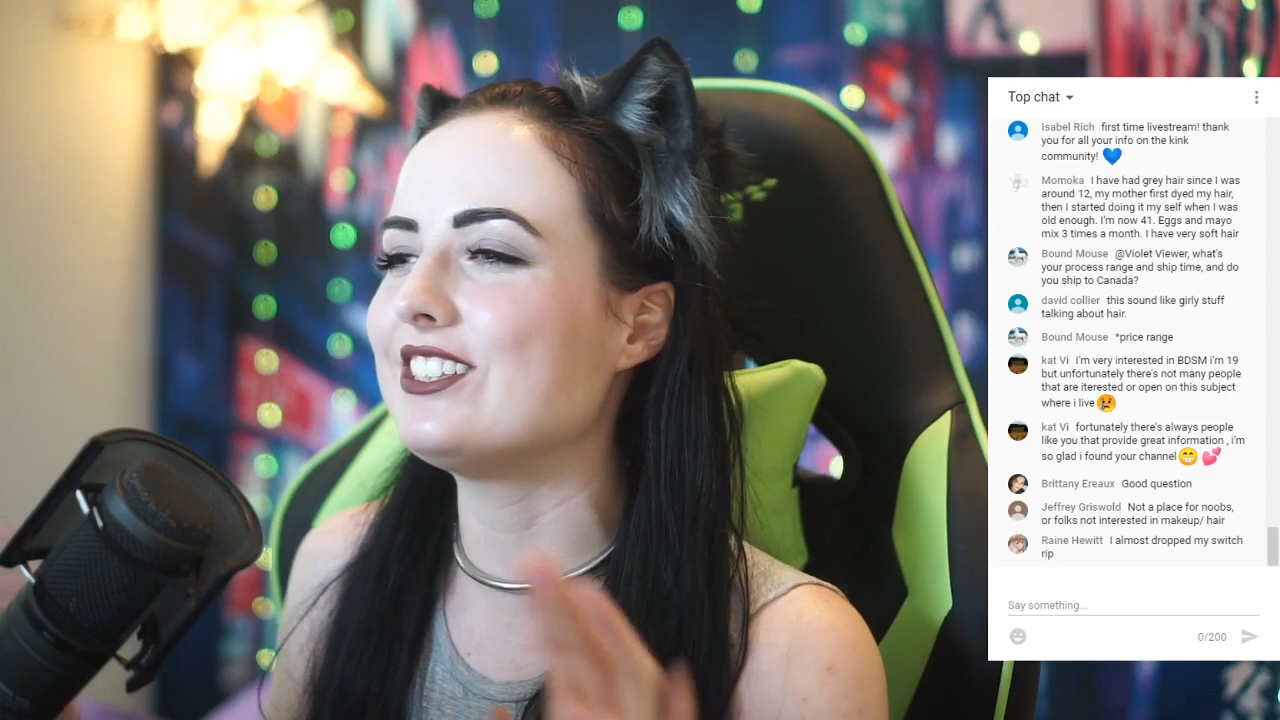 Top chat
Isabel Rich first time livestream! thank
you for all your info on the kink
community! 💙
Momoka I have had grey hair since I was
around 12, my mother first dyed my hair,
then I started doing it my self when I was
old enough. I'm now 41. Eggs and mayo
mix 3 times a month. I have very soft hair
Bound Mouse @Violet Viewer, what's
your process range and ship time, and do
you ship to Canada?
david collier this sound like girly stuff
talking about hair.
Bound Mouse *price range
kat Vi I'm very interested in BDSM i'm 19
but unfortunately there's not many people
that are iterested or open on this subject
where i live 😢
kat Vi fortunately there's always people
like you that provide great information , i'm
so glad i found your channel 😁 💕
Brittany Ereaux Good question
Jeffrey Griswold Not a place for noobs,
or folks not interested in makeup/ hair
Raine Hewitt I almost dropped my switch
rip
Say something...
0/200